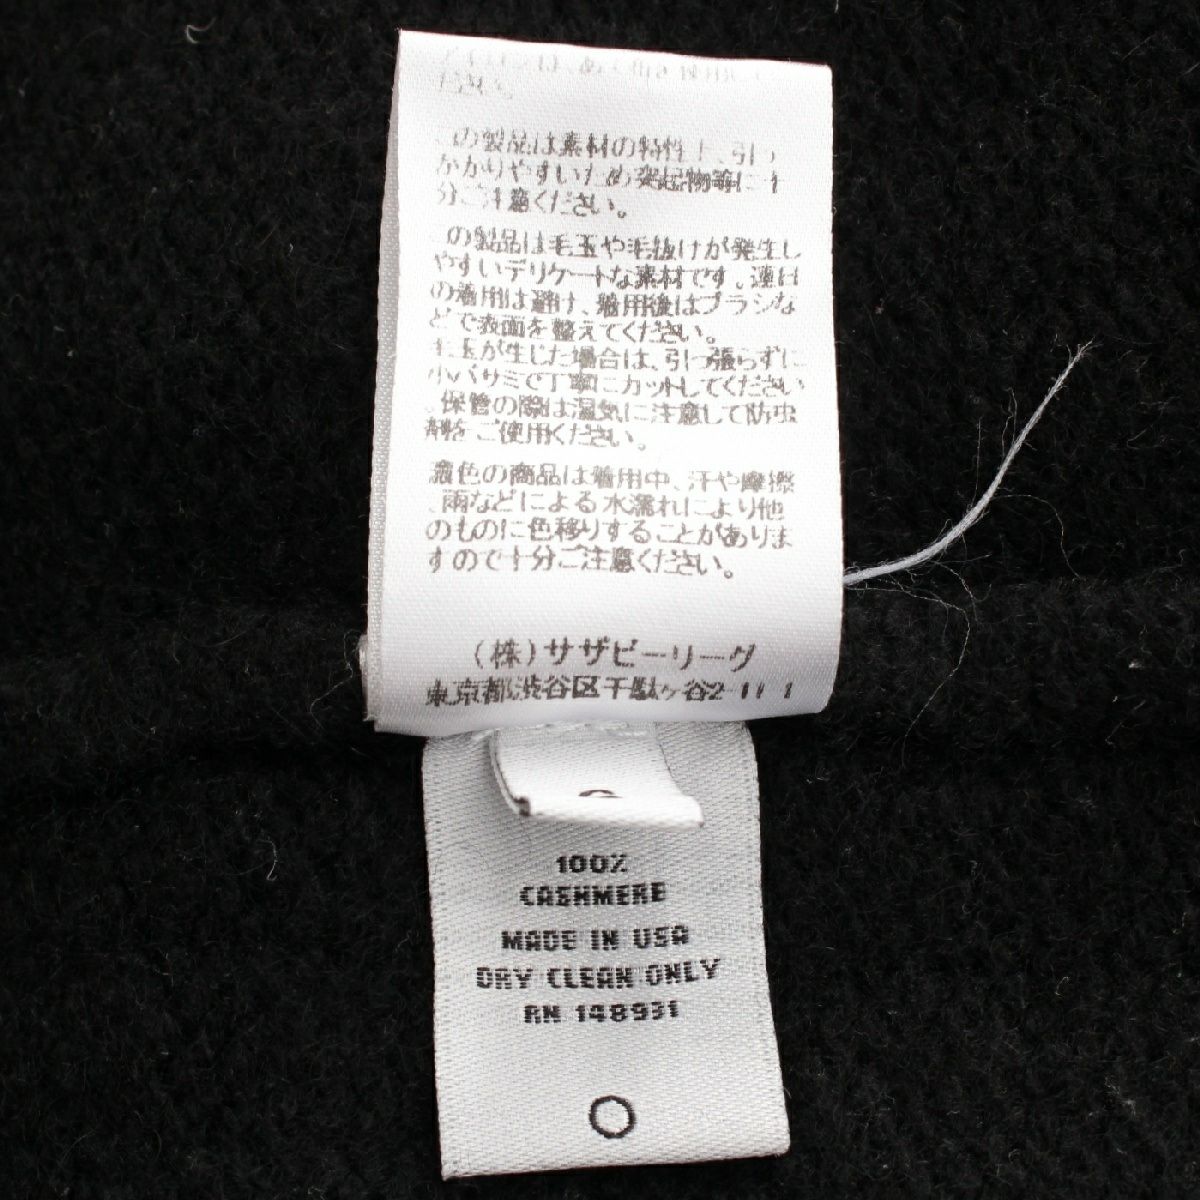 ださい。
この製品は素材の特性上、引っ
かかりやすいため突起物等に十
分ご注意ください。
この製品は毛玉や毛抜けが発生し
やすいデリケートな素材です。連日
の着用は避け、着用後はブラシな
どで表面を整えてください。
毛玉が生じた場合は、引っ張らずに
小バサミで丁寧にカットしてください
。保管の際は湿気に注意して防虫
剤をご使用ください。
濃色の商品は着用中、汗や摩擦
、雨などによる水濡れにより他
のものに色移りすることがありま
すので十分ご注意ください。
(株)サザビーリーグ
東京都渋谷区千駄ヶ谷2-11-1
100%
CASHMERE
MADE IN USA
DRY CLEAN ONLY
RN 148931